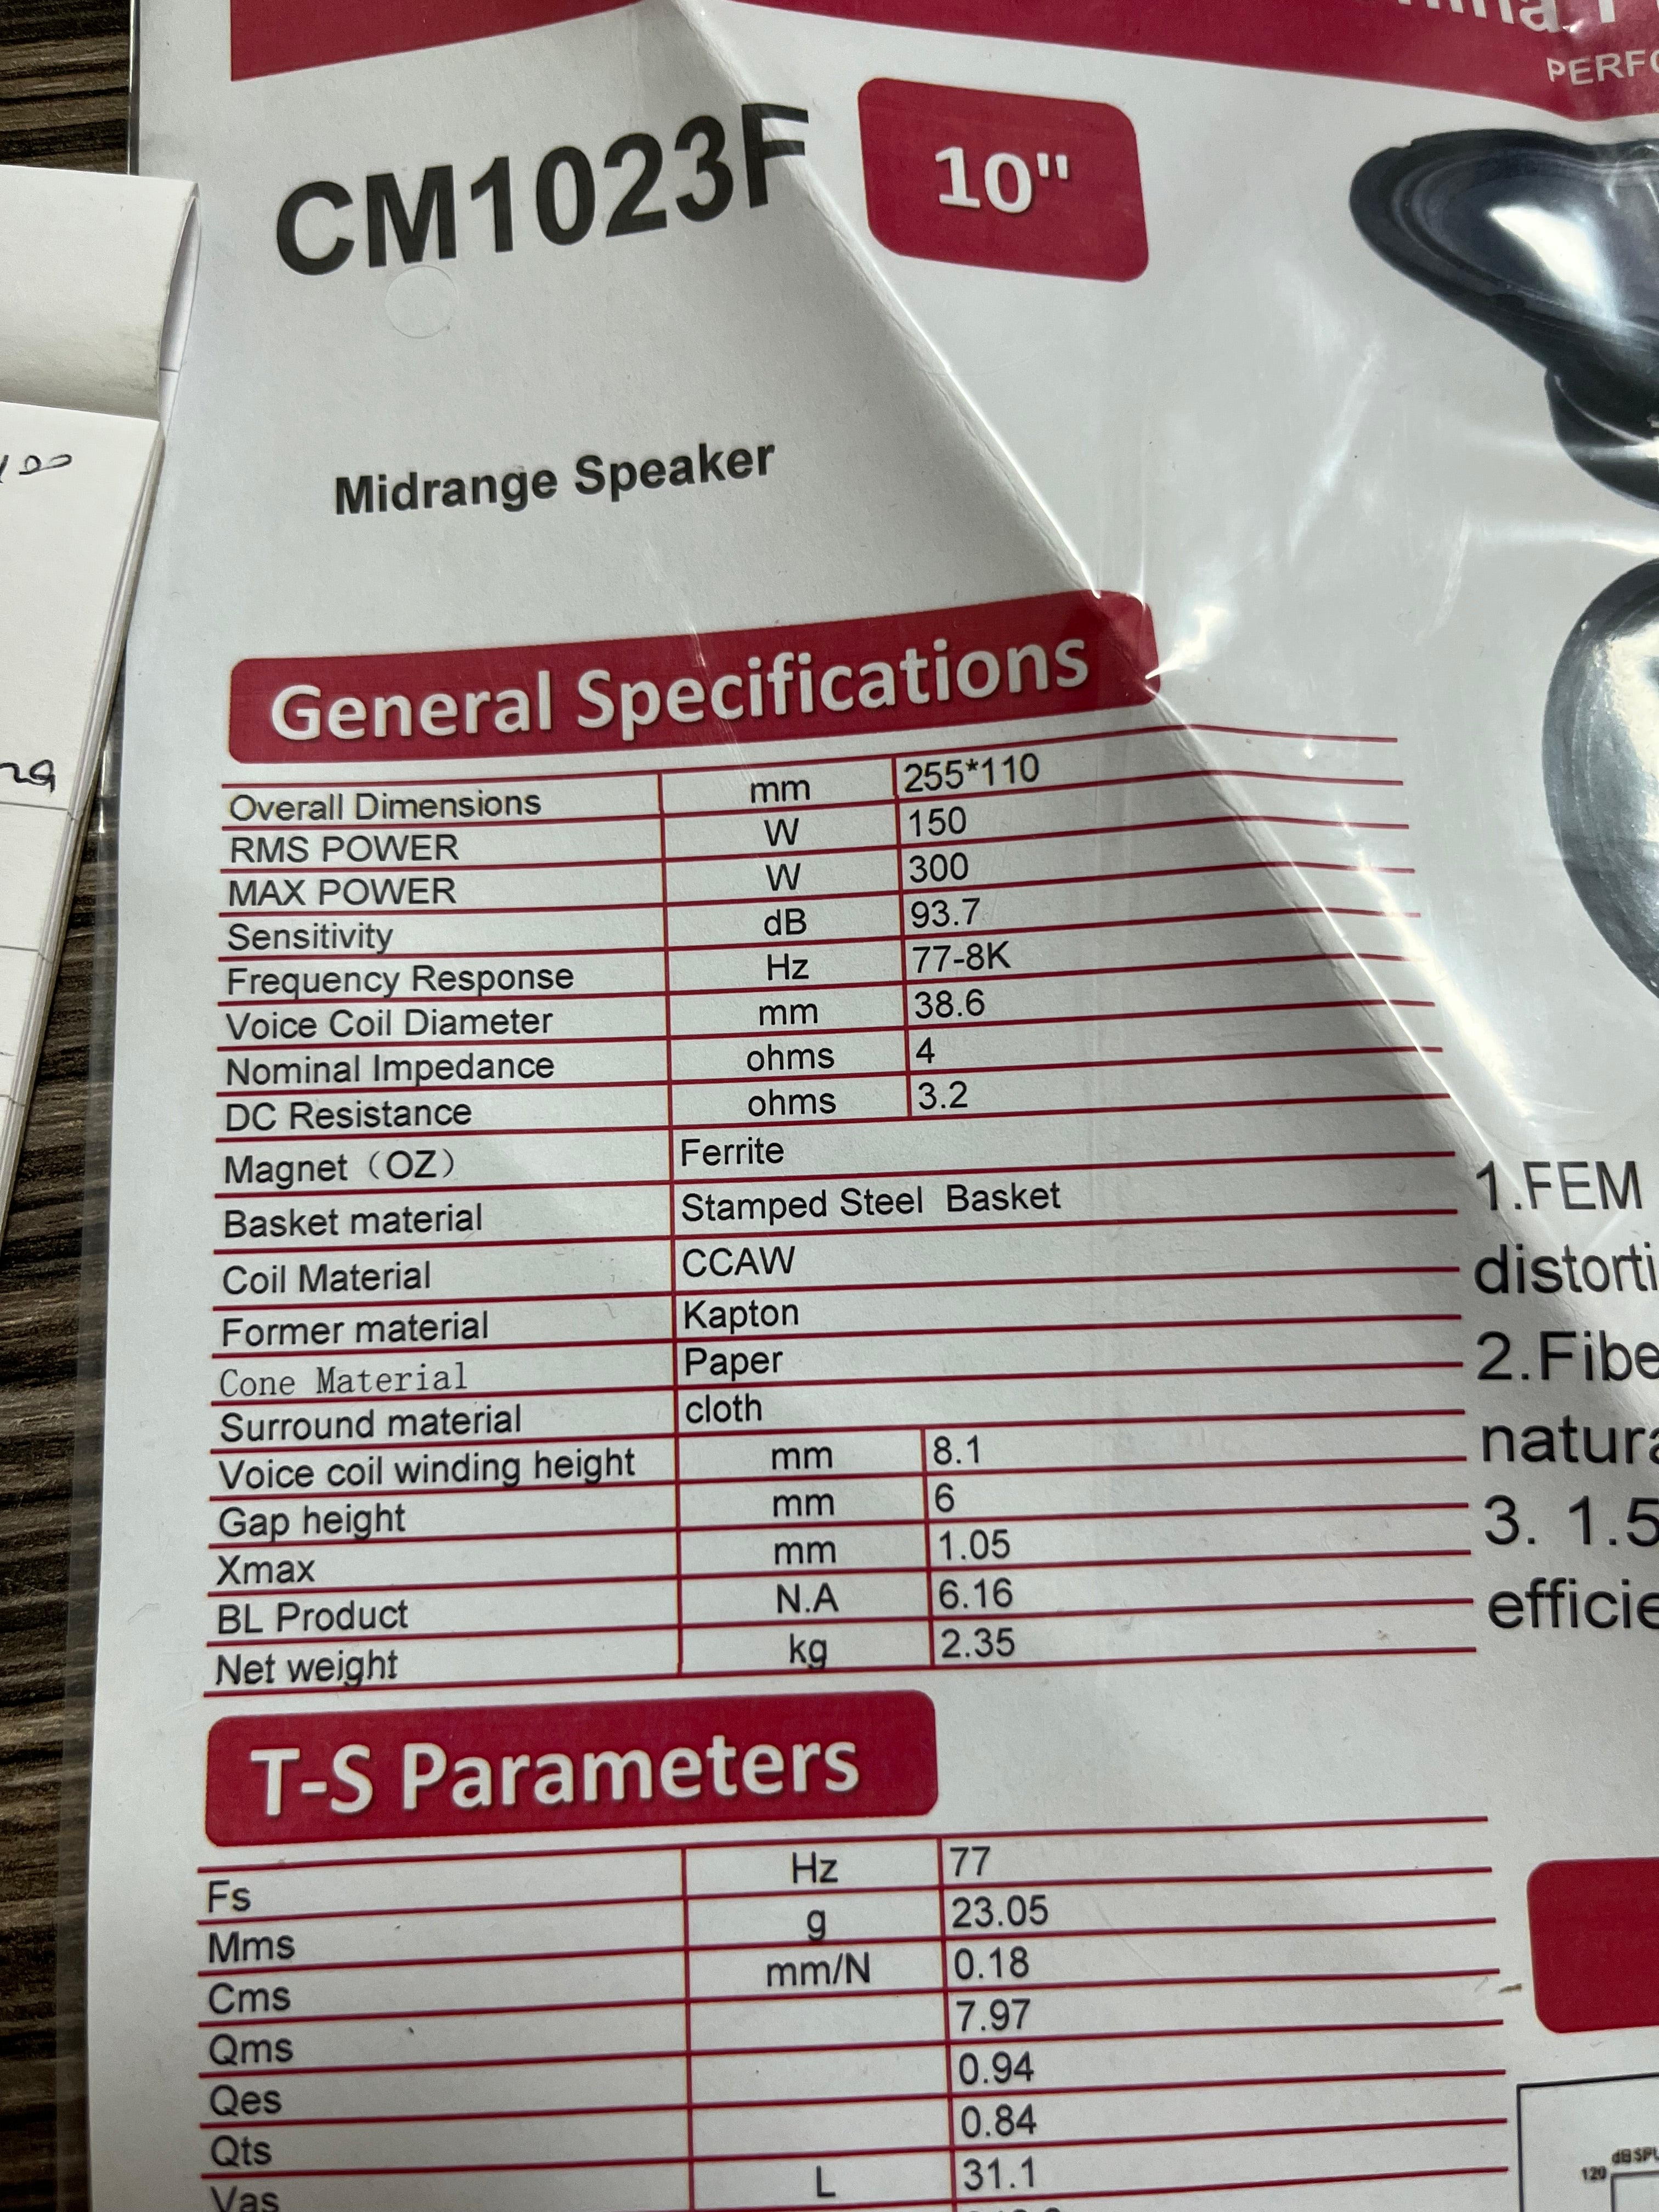 PERFO
CM1023F
10"
Midrange Speaker
General Specifications
Overall Dimensions mm 255*110
RMS POWER W 150
MAX POWER W 300
Sensitivity dB 93.7
Frequency Response Hz 77-8K
Voice Coil Diameter mm 38.6
Nominal Impedance ohms 4
DC Resistance ohms 3.2
Magnet（OZ） Ferrite
Basket material Stamped Steel Basket
Coil Material CCAW
Former material Kapton
Cone Material Paper
Surround material cloth
Voice coil winding height mm 8.1
Gap height mm 6
Xmax mm 1.05
BL Product N.A 6.16
Net weight kg 2.35
1.FEM
distorti
2.Fibe
natura
3. 1.5
efficie
T-S Parameters
Fs Hz 77
Mms g 23.05
Cms mm/N 0.18
Qms 7.97
Qes 0.94
Qts 0.84
Vas L 31.1
dBSPL
120